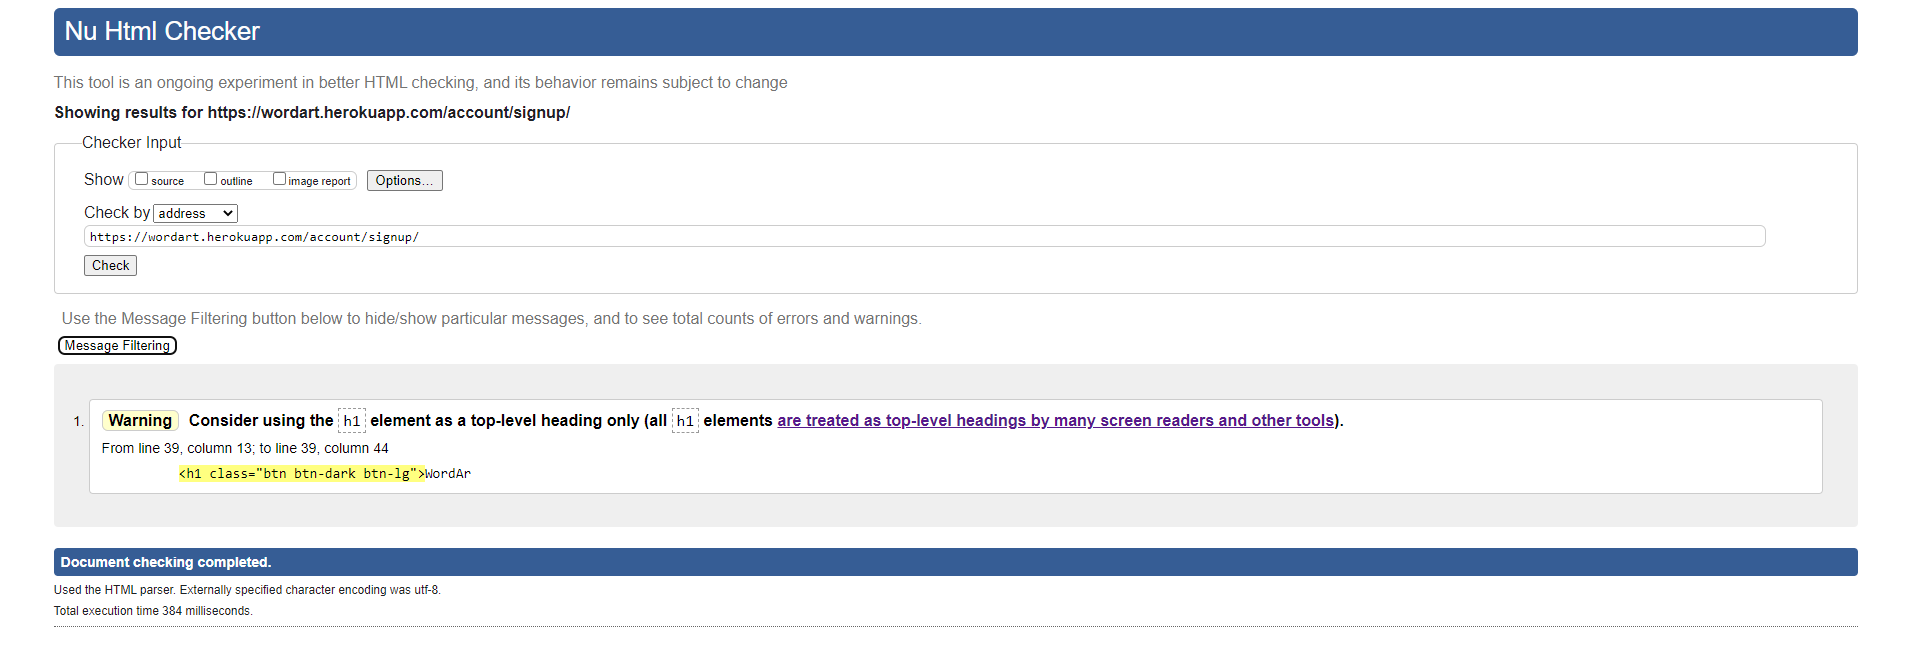 Nu Html Checker
This tool is an ongoing experiment in better HTML checking, and its behavior remains subject to change
Showing results for https://wordart.herokuapp.com/account/signup/
Checker Input
Show source outline image report Options...
Check by address
https://wordart.herokuapp.com/account/signup/
Check
Use the Message Filtering button below to hide/show particular messages, and to see total counts of errors and warnings.
Message Filtering
1. Warning Consider using the h1 element as a top-level heading only (all h1 elements are treated as top-level headings by many screen readers and other tools).
From line 39, column 13; to line 39, column 44
<h1 class="btn btn-dark btn-lg">WordAr
Document checking completed.
Used the HTML parser. Externally specified character encoding was utf-8.
Total execution time 384 milliseconds.